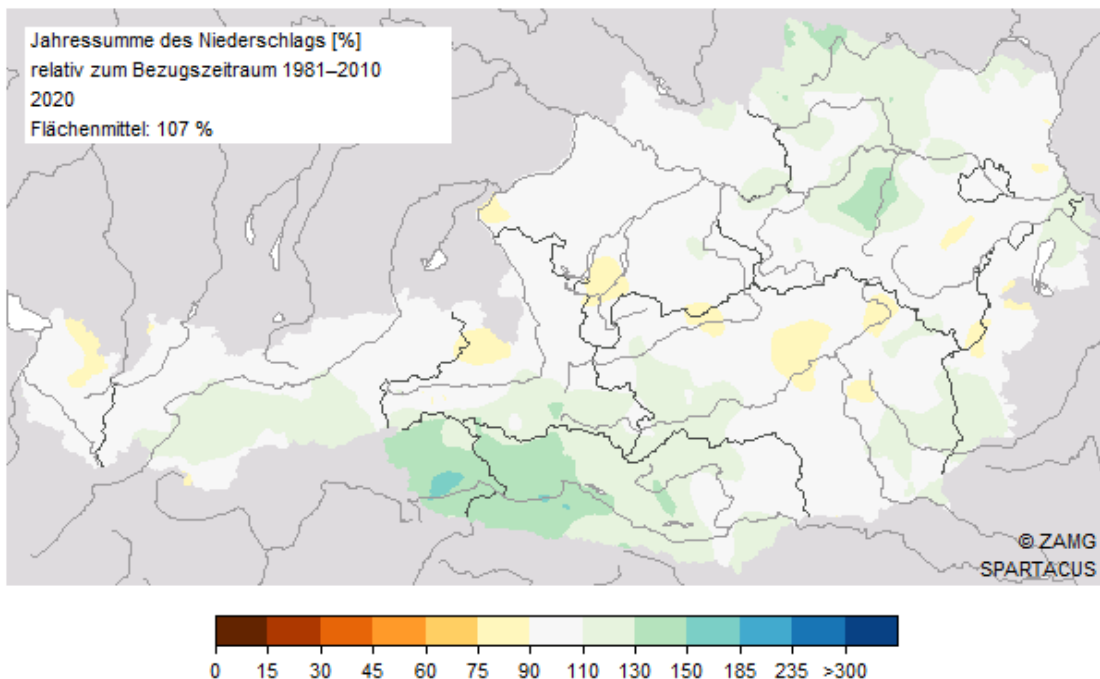 Jahressumme des Niederschlags [%]
relativ zum Bezugszeitraum 1981–2010
2020
Flächenmittel: 107 %
© ZAMG
SPARTACUS
0 15 30 45 60 75 90 110 130 150 185 235 >300